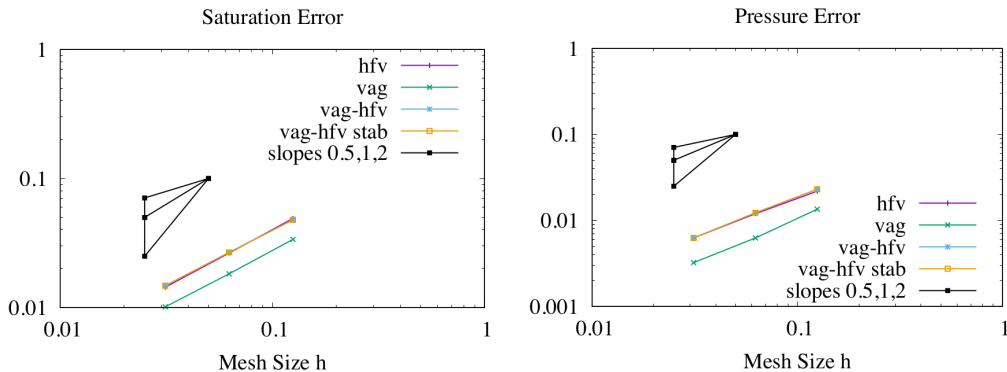 Saturation Error
1
0.1
0.01
0.01
0.1
1
Mesh Size h
hfv
vag
vag-hfv
vag-hfv stab
slopes 0.5,1,2
Pressure Error
1
0.1
0.01
0.001
0.01
0.1
1
Mesh Size h
hfv
vag
vag-hfv
vag-hfv stab
slopes 0.5,1,2